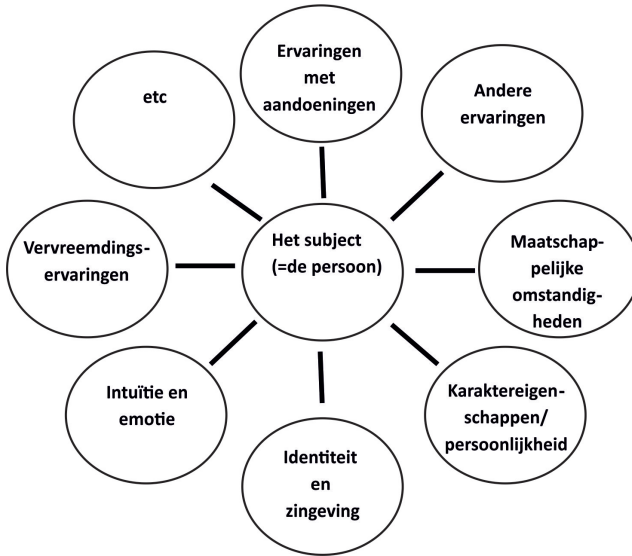 Ervaringen
met
aandoeningen
etc
Andere
ervaringen
Vervreemdings-
ervaringen
Het subject
(=de persoon)
Maatschap-
pelijke
omstandig-
heden
Intuïtie en
emotie
Karaktereigen-
schappen/
persoonlijkheid
Identiteit
en
zingeving